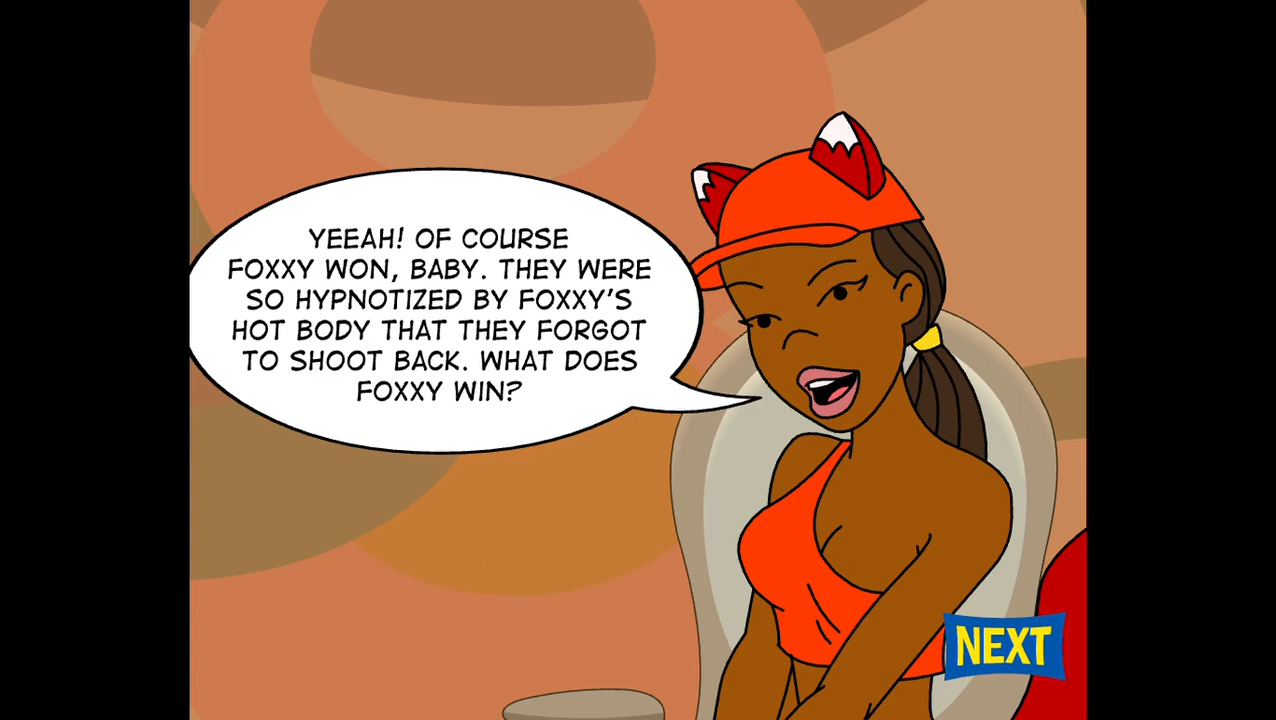 YEEAH! OF COURSE
FOXXY WON, BABY. THEY WERE
SO HYPNOTIZED BY FOXXY'S
HOT BODY THAT THEY FORGOT
TO SHOOT BACK. WHAT DOES
FOXXY WIN?
NEXT